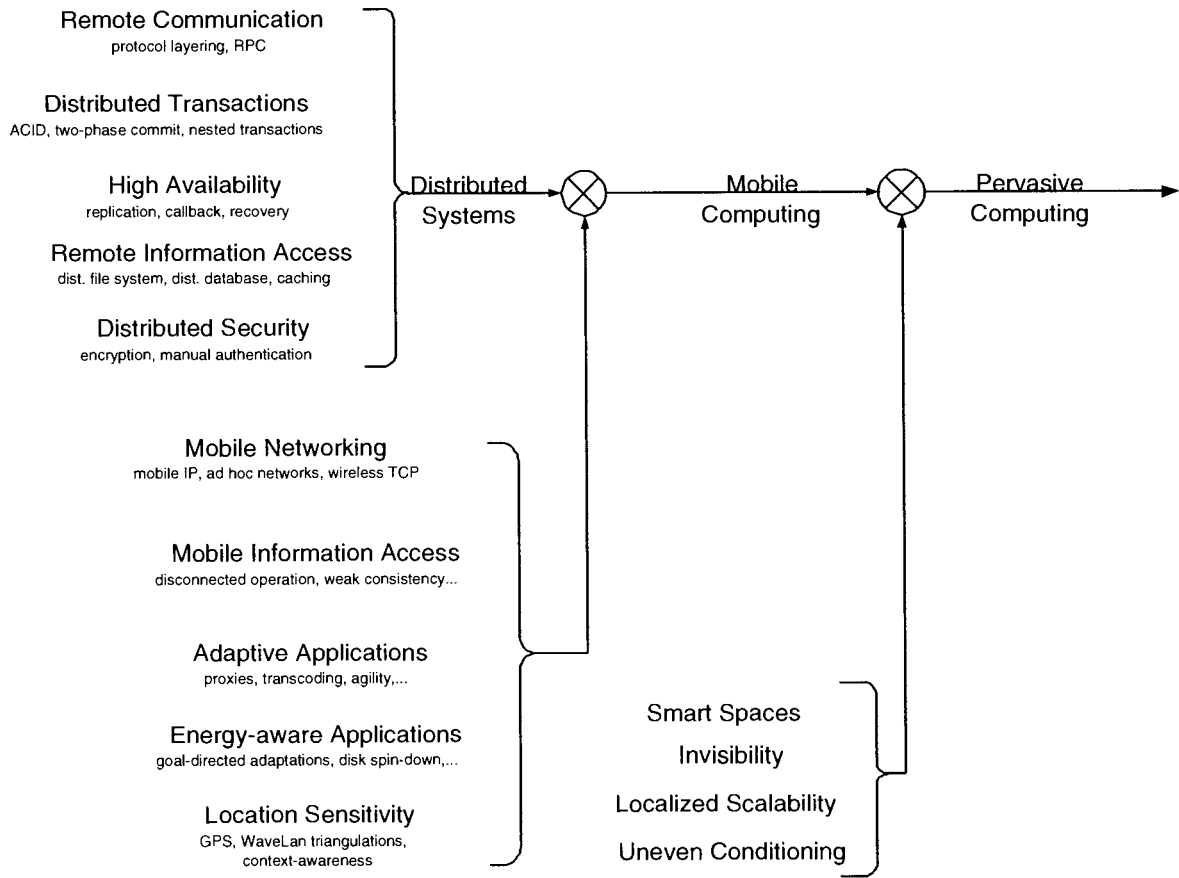 Remote Communication
protocol layering, RPC
Distributed Transactions
ACID, two-phase commit, nested transactions
High Availability
replication, callback, recovery
Remote Information Access
dist. file system, dist. database, caching
Distributed Security
encryption, manual authentication
Distributed
Systems
Mobile
Computing
Pervasive
Computing
Mobile Networking
mobile IP, ad hoc networks, wireless TCP
Mobile Information Access
disconnected operation, weak consistency...
Adaptive Applications
proxies, transcoding, agility,...
Energy-aware Applications
goal-directed adaptations, disk spin-down,...
Location Sensitivity
GPS, WaveLan triangulations,
context-awareness
Smart Spaces
Invisibility
Localized Scalability
Uneven Conditioning